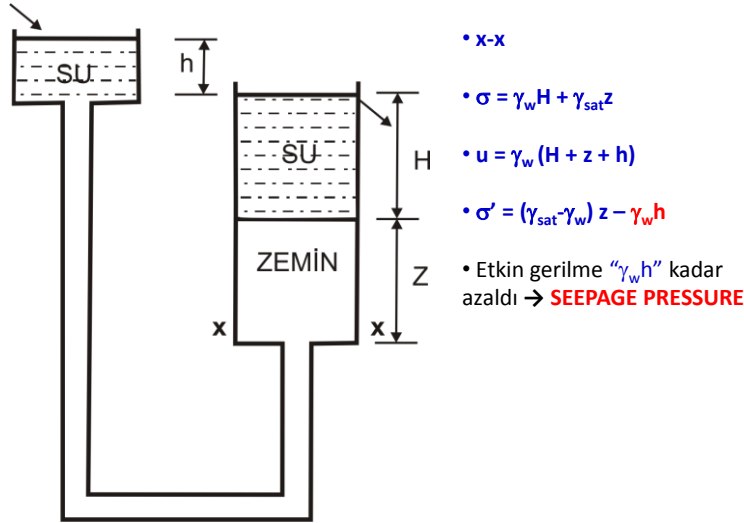 SU
h
SU
H
ZEMİN
Z
x x
• x-x
• σ = γwH + γsatz
• u = γw (H + z + h)
• σ’ = (γsat-γw) z – γwh
• Etkin gerilme “γwh” kadar
azaldı → SEEPAGE PRESSURE